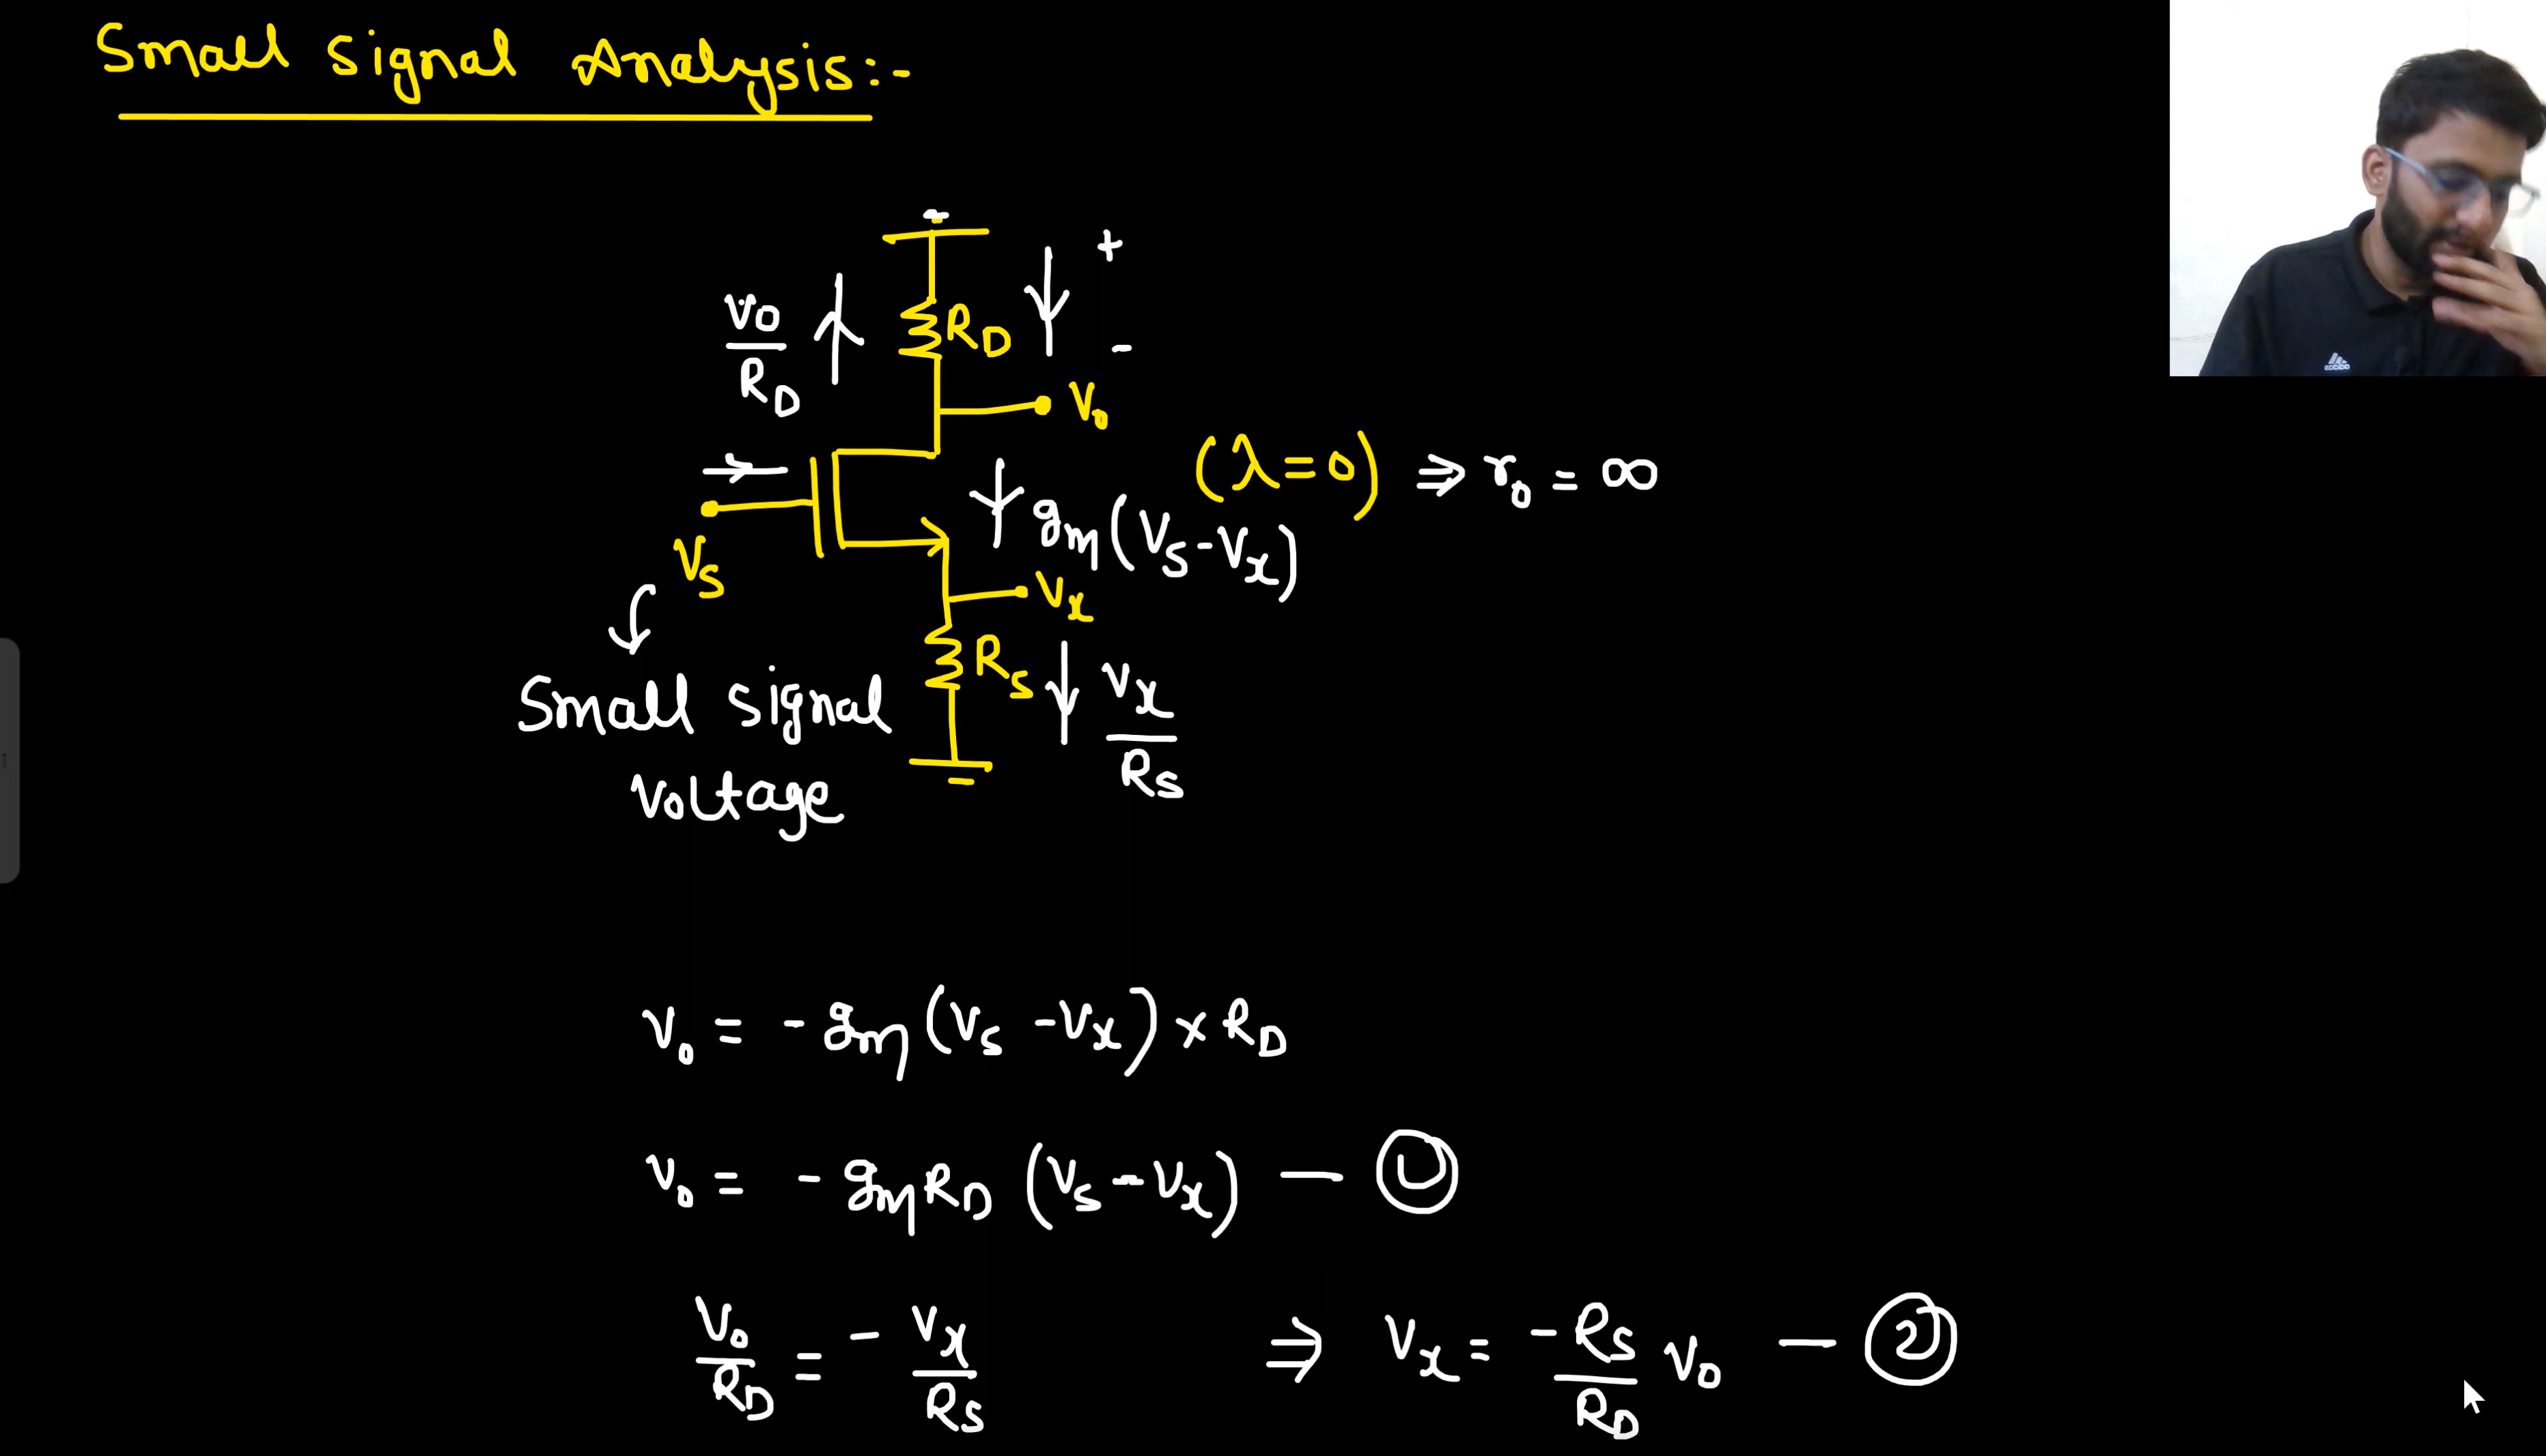 Small Signal Analysis:-
+
V0/RD
RD
-
V0
(λ=0) ⇒ r0 = ∞
gm(VS-Vx)
VS
Vx
RS
Vx/RS
Small signal
Voltage
V0 = - gm(VS -Vx) × RD
V0 = - gmRD (VS - Vx) — ①
V0/RD = - Vx/RS ⇒ Vx = -RS/RD V0 — ②
adidas